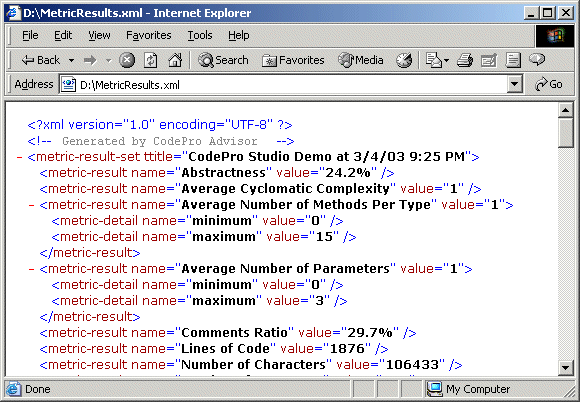 D:\MetricResults.xml - Internet Explorer
File Edit View Favorites Tools Help
Back Search Favorites Media
Address D:\MetricResults.xml Go
<?xml version="1.0" encoding="UTF-8" ?>
<!-- Generated by CodePro Advisor -->
- <metric-result-set ttitle="CodePro Studio Demo at 3/4/03 9:25 PM">
<metric-result name="Abstractness" value="24.2%" />
<metric-result name="Average Cyclomatic Complexity" value="1" />
- <metric-result name="Average Number of Methods Per Type" value="1">
<metric-detail name="minimum" value="0" />
<metric-detail name="maximum" value="15" />
</metric-result>
- <metric-result name="Average Number of Parameters" value="1">
<metric-detail name="minimum" value="0" />
<metric-detail name="maximum" value="3" />
</metric-result>
<metric-result name="Comments Ratio" value="29.7%" />
<metric-result name="Lines of Code" value="1876" />
<metric-result name="Number of Characters" value="106433" />
Done My Computer